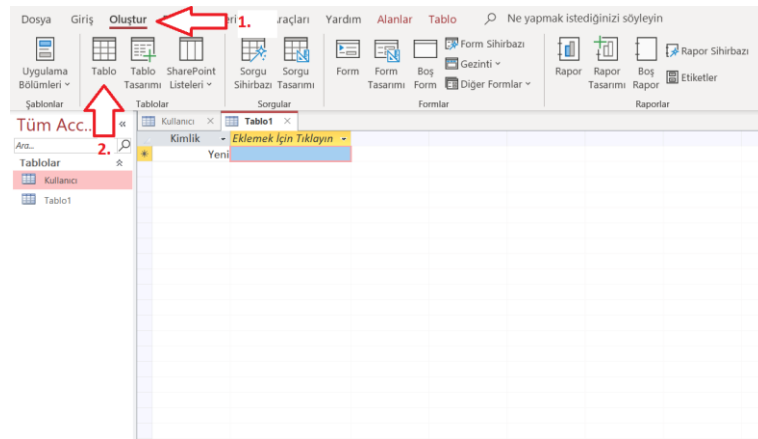 Dosya Giriş Oluştur 1. Yardım Alanlar Tablo Ne yapmak istediğinizi söyleyin
Uygulama Bölümleri
Tablo
Tablo Tasarımı
SharePoint Listeleri
Sorgu Sihirbazı
Sorgu Tasarımı
Form
Form Tasarımı
Boş Form
Form Sihirbazı
Gezinti
Diğer Formlar
Rapor
Rapor Tasarımı
Boş Rapor
Rapor Sihirbazı
Etiketler
Şablonlar Tablolar Sorgular Formlar Raporlar
Tüm Acc... «
Kullanıcı × Tablo1 ×
Ara...
2.
Kimlik Eklemek İçin Tıklayın
Yeni
Tablolar
Kullanıcı
Tablo1